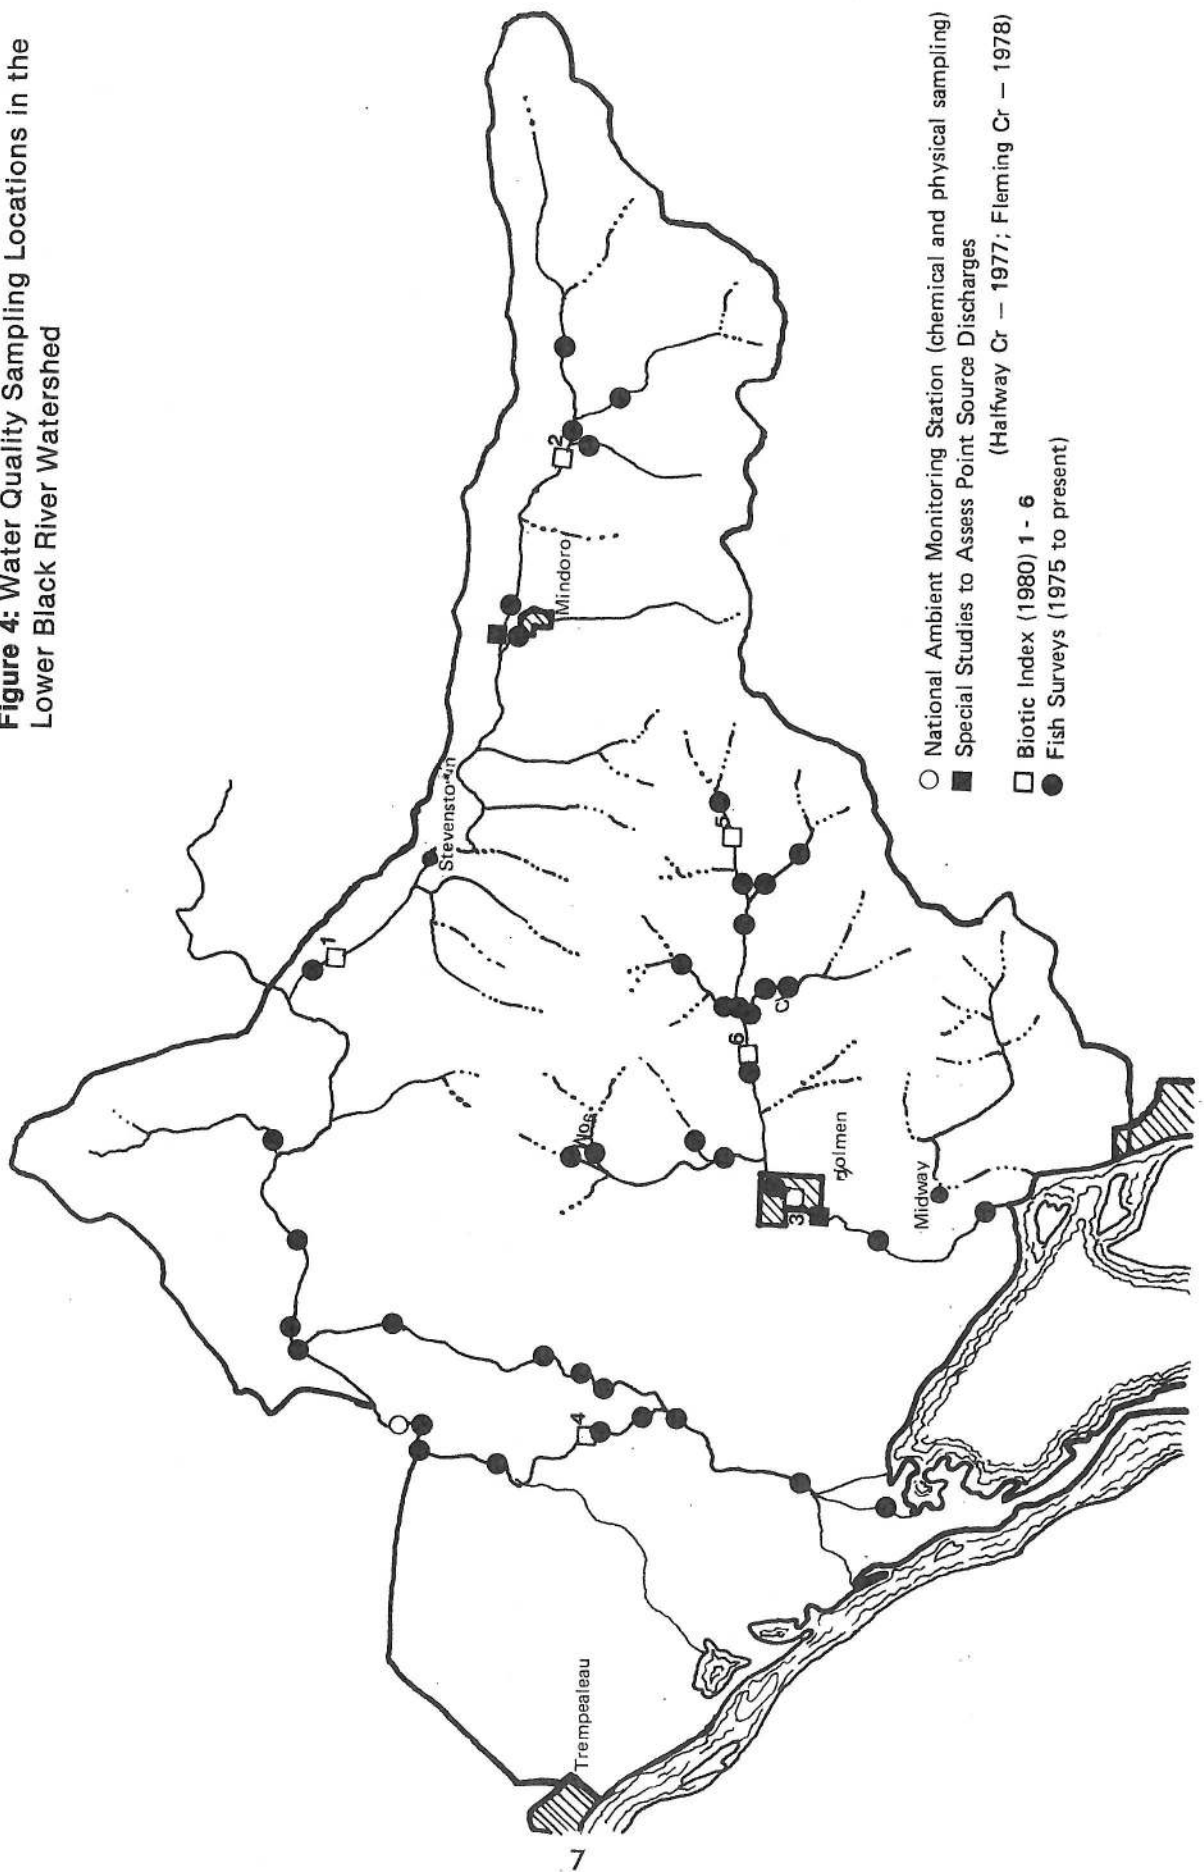 Figure 4: Water Quality Sampling Locations in the
Lower Black River Watershed
Mindoro
2
1
5
6
C
3
Midway
4
Trempealeau
○ National Ambient Monitoring Station (chemical and physical sampling)
■ Special Studies to Assess Point Source Discharges
(Halfway Cr — 1977; Fleming Cr — 1978)
□ Biotic Index (1980) 1 - 6
● Fish Surveys (1975 to present)
7